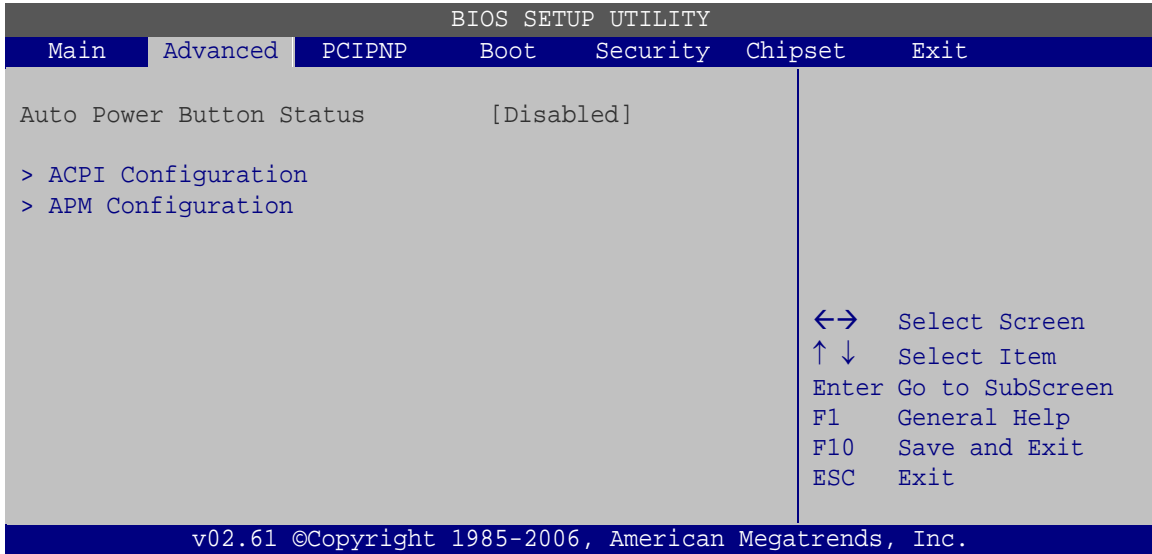 BIOS SETUP UTILITY
Main Advanced PCIPNP Boot Security Chipset Exit
Auto Power Button Status [Disabled]
> ACPI Configuration
> APM Configuration
←→ Select Screen
↑ ↓ Select Item
Enter Go to SubScreen
F1 General Help
F10 Save and Exit
ESC Exit
v02.61 ©Copyright 1985-2006, American Megatrends, Inc.